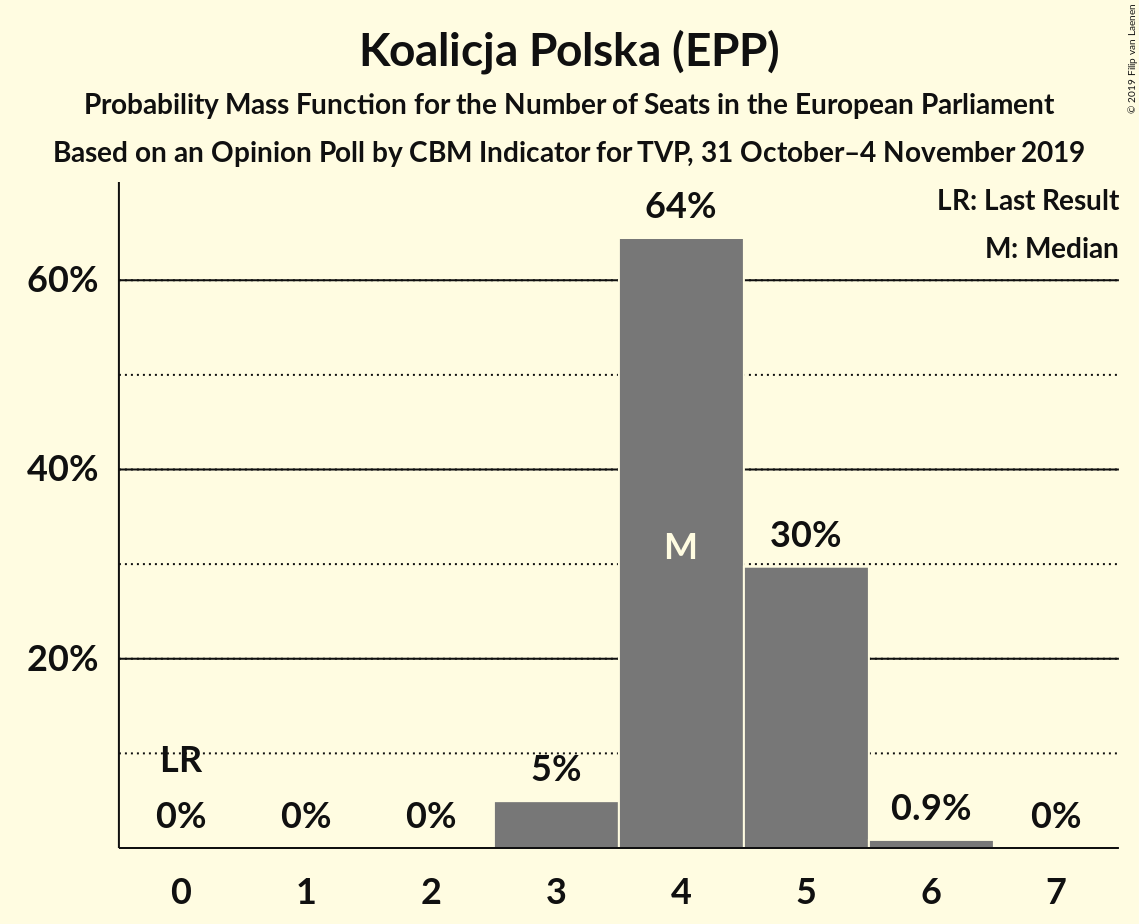 Koalicja Polska (EPP)
Probability Mass Function for the Number of Seats in the European Parliament
Based on an Opinion Poll by CBM Indicator for TVP, 31 October–4 November 2019
© 2019 Filip van Laenen
LR: Last Result
M: Median
64%
60%
40%
30%
M
20%
LR
5%
0%
0%
0%
0.9%
0%
0
1
2
3
4
5
6
7